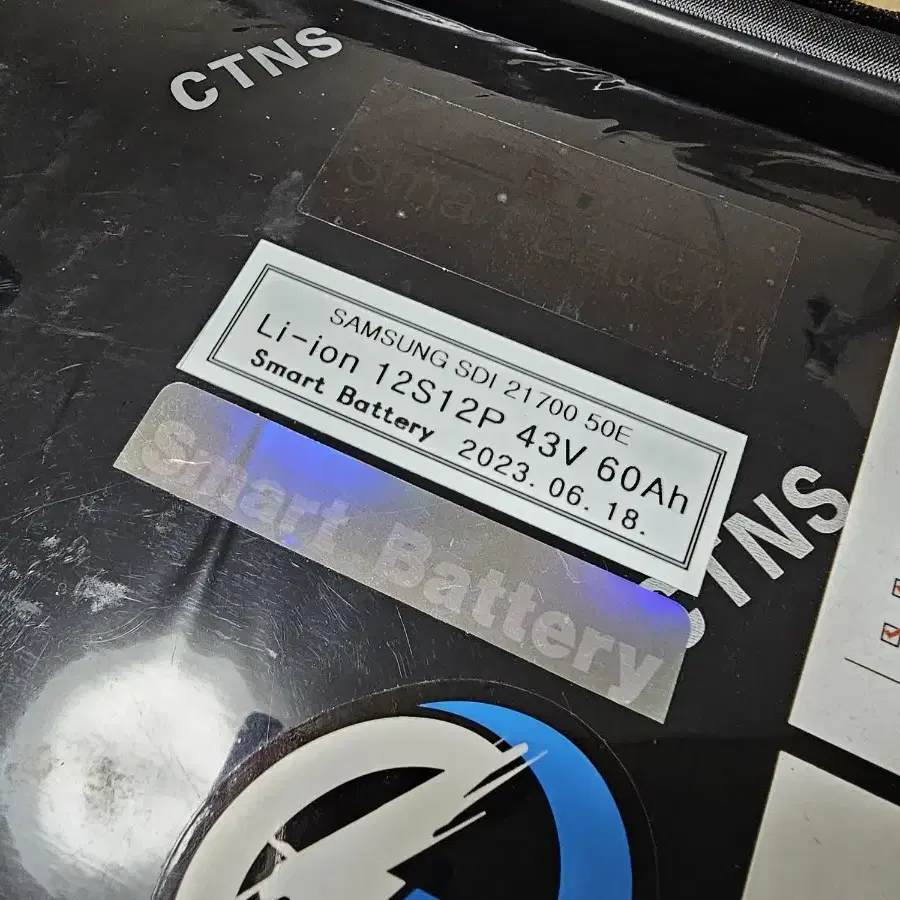 CTNS
SAMSUNG SDI 21700 50E
Li-ion 12S12P 43V 60Ah
Smart Battery 2023. 06. 18.
Smart Battery
CTNS